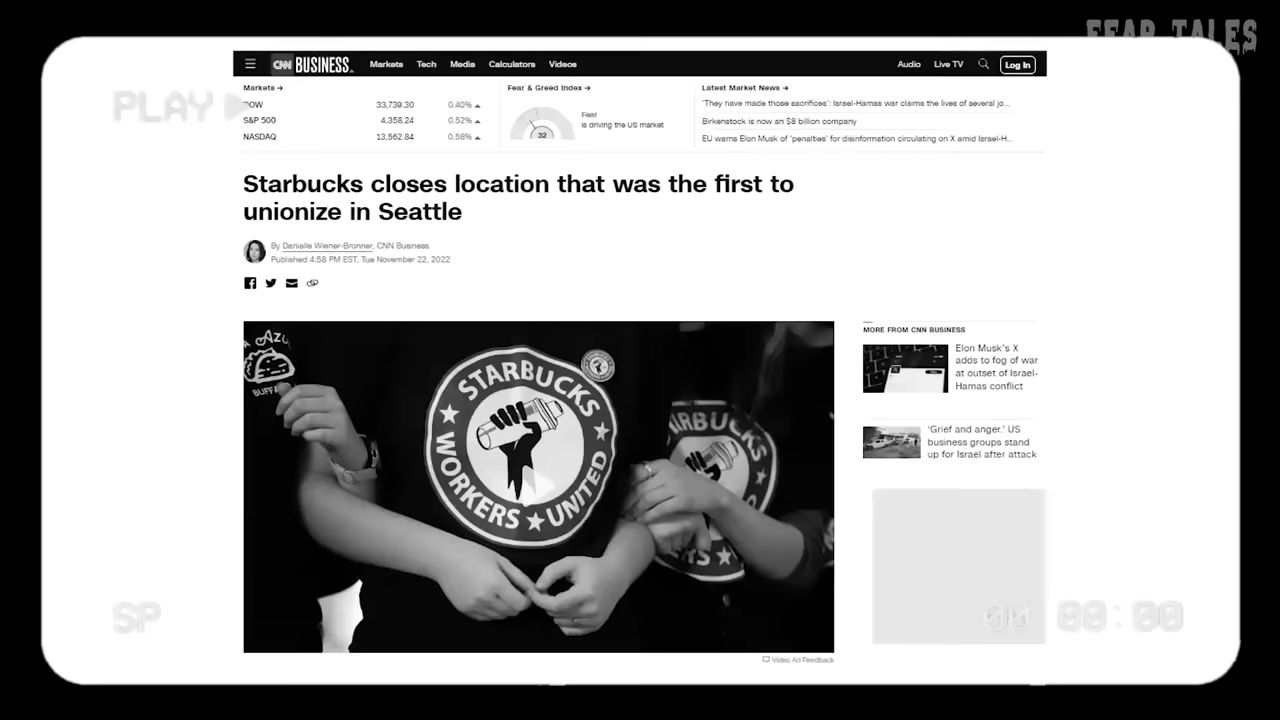 FEAR TALES
PLAY
CNN BUSINESS
Markets
Tech
Media
Calculators
Videos
Audio
Live TV
Log In
Markets →
DOW 33,739.30 0.40%
S&P 500 4,358.24 0.52%
NASDAQ 13,562.84 0.58%
Fear & Greed Index →
32
Fear
is driving the US market
Latest Market News →
'They have made those sacrifices': Israel-Hamas war claims the lives of several jo...
Birkenstock is now an $8 billion company
EU warns Elon Musk of 'penalties' for disinformation circulating on X amid Israel-H...
Starbucks closes location that was the first to
unionize in Seattle
By Danielle Wiener-Bronner, CNN Business
Published 4:58 PM EST, Tue November 22, 2022
STARBUCKS
WORKERS UNITED
MORE FROM CNN BUSINESS
Elon Musk's X
adds to fog of war
at outset of Israel-
Hamas conflict
'Grief and anger.' US
business groups stand
up for Israel after attack
Video Ad Feedback
SP
00:00